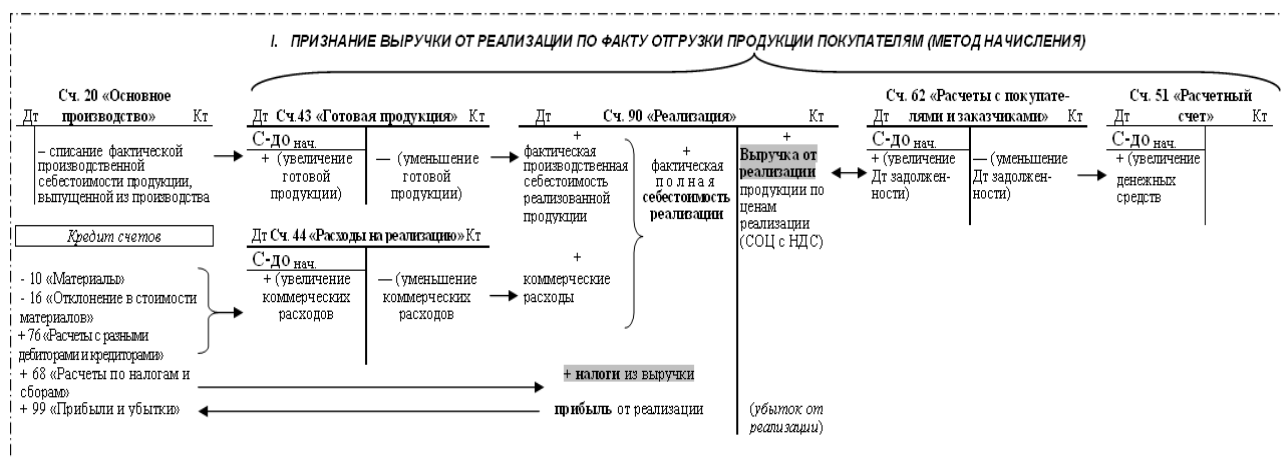 I. ПРИЗНАНИЕ ВЫРУЧКИ ОТ РЕАЛИЗАЦИИ ПО ФАКТУ ОТГРУЗКИ ПРОДУКЦИИ ПОКУПАТЕЛЯМ (МЕТОД НАЧИСЛЕНИЯ)
Сч. 20 «Основное
Дт производство» Кт
– списание фактической
производственной
себестоимости продукции,
выпущенной из производства
Кредит счетов
- 10 «Материалы»
- 16 «Отклонение в стоимости
материалов»
+ 76 «Расчеты с разными
дебиторами и кредиторами»
+ 68 «Расчеты по налогам и
сборам»
+ 99 «Прибыли и убытки»
Дт Сч.43 «Готовая продукция» Кт
С-до нач.
+ (увеличение
готовой
продукции)
— (уменьшение
готовой
продукции)
Дт Сч. 44 «Расходы на реализацию» Кт
С-до нач.
+ (увеличение
коммерческих
расходов
— (уменьшение
коммерческих
расходов
Дт Сч. 90 «Реализация» Кт
+
фактическая
производственная
себестоимость
реализованной
продукции
+
коммерческие
расходы
+
фактическая
полная
себестоимость
реализации
+ налоги из выручки
прибыль от реализации
+
Выручка от
реализации
продукции по
ценам
реализации
(СОЦ с НДС)
(убыток от
реализации)
Сч. 62 «Расчеты с покупате-
Дт лями и заказчиками» Кт
С-до нач.
+ (увеличение
Дт задолжен-
ности)
— (уменьшение
Дт задолжен-
ности)
Сч. 51 «Расчетный
Дт счет» Кт
С-до нач.
+ (увеличение
денежных
средств